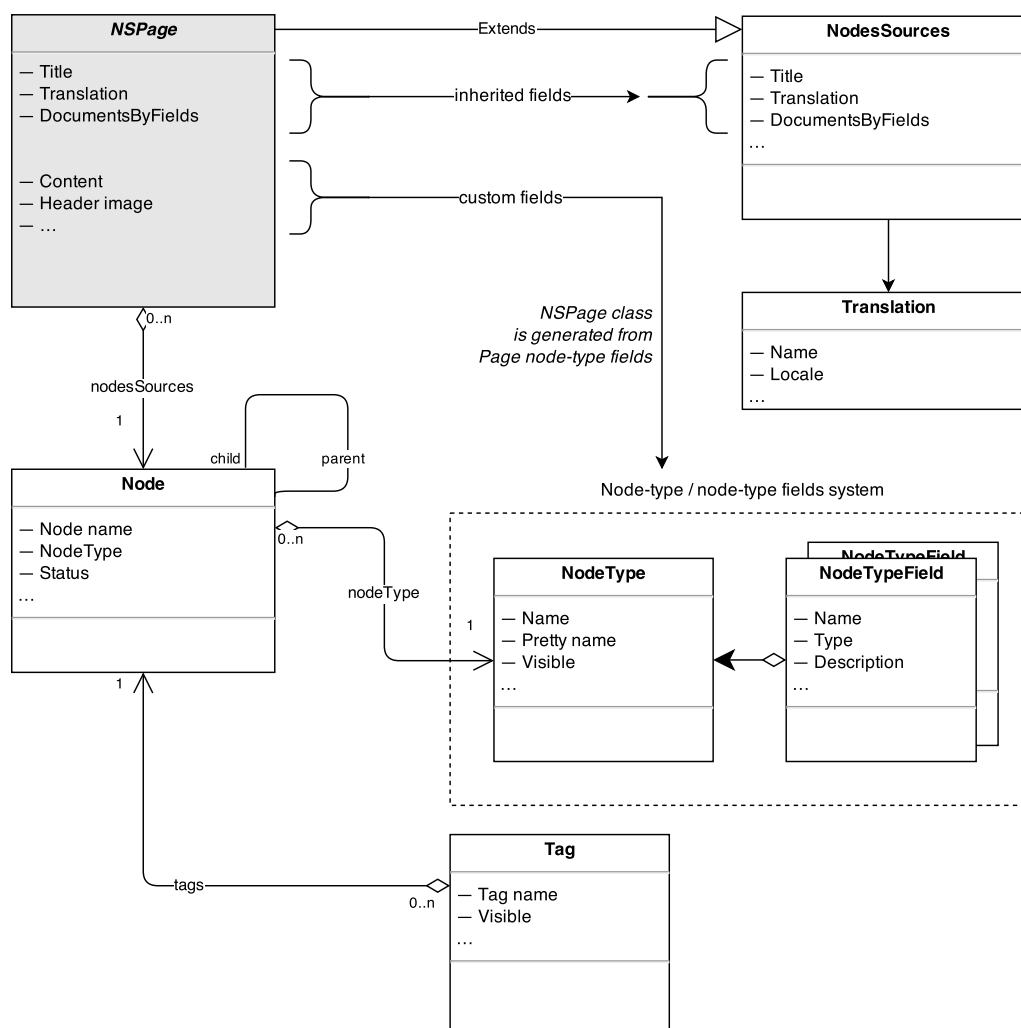 NSPage
— Title
— Translation
— DocumentsByFields
— Content
— Header image
— ...
Extends
inherited fields
custom fields
NodesSources
— Title
— Translation
— DocumentsByFields
...
NSPage class
is generated from
Page node-type fields
Translation
— Name
— Locale
...
0..n
nodesSources
1
child
parent
Node
— Node name
— NodeType
— Status
...
0..n
nodeType
1
Node-type / node-type fields system
NodeType
— Name
— Pretty name
— Visible
...
NodeTypeField
NodeTypeField
— Name
— Type
— Description
...
1
tags
0..n
Tag
— Tag name
— Visible
...